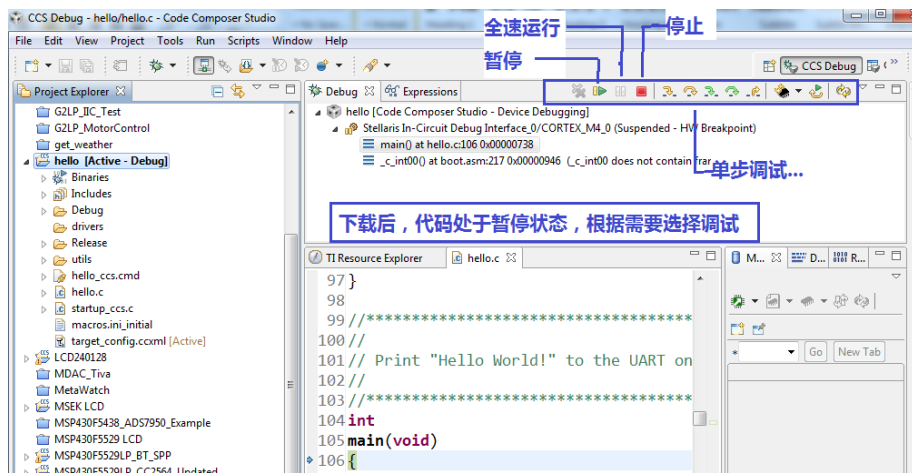 CCS Debug - hello/hello.c - Code Composer Studio
File Edit View Project Tools Run Scripts Window Help
全速运行
停止
暂停
CCS Debug
Project Explorer
Debug
Expressions
G2LP_IIC_Test
G2LP_MotorControl
get_weather
hello [Active - Debug]
Binaries
Includes
Debug
drivers
Release
utils
hello_ccs.cmd
hello.c
startup_ccs.c
macros.ini_initial
target_config.ccxml [Active]
LCD240128
MDAC_Tiva
MetaWatch
MSEK LCD
MSP430F5438_ADS7950_Example
MSP430F5529 LCD
MSP430F5529LP_BT_SPP
MSP430F5529LP_CC2564_Updated
hello [Code Composer Studio - Device Debugging]
Stellaris In-Circuit Debug Interface_0/CORTEX_M4_0 (Suspended - HW Breakpoint)
main() at hello.c:106 0x00000738
_c_int00() at boot.asm:217 0x00000946 (_c_int00 does not contain frar
单步调试...
下载后，代码处于暂停状态，根据需要选择调试
TI Resource Explorer
hello.c
97 }
98
99 //************************************
100 //
101 // Print "Hello World!" to the UART on
102 //
103 //************************************
104 int
105 main(void)
106 {
M...
D...
R...
Go
New Tab